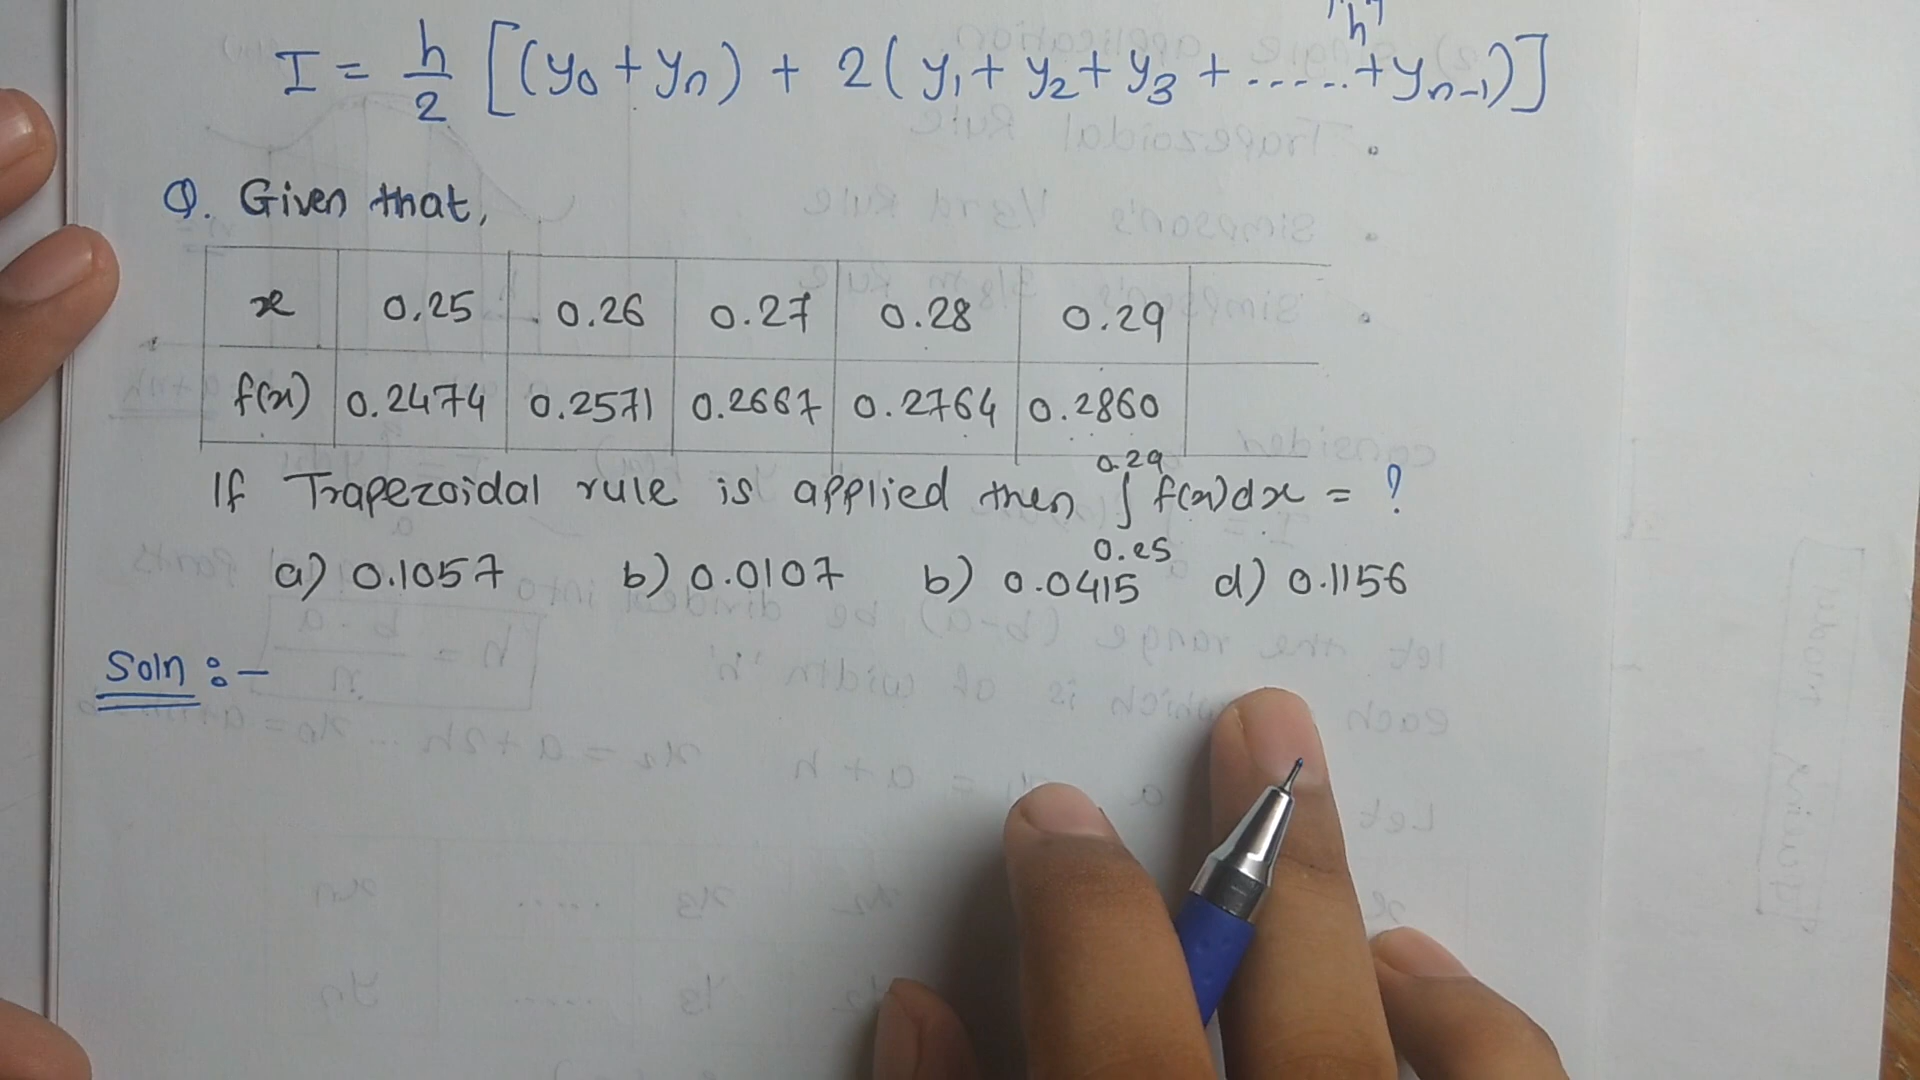 I = h/2 [(y0 + yn) + 2(y1 + y2 + y3 + ..... + yn-1)]
Q. Given that,
x 0.25 0.26 0.27 0.28 0.29
f(x) 0.2474 0.2571 0.2667 0.2764 0.2860
If Trapezoidal rule is applied then ∫ 0.25 0.29 f(x)dx = ?
a) 0.1057 b) 0.0107 b) 0.0415 d) 0.1156
Soln :-